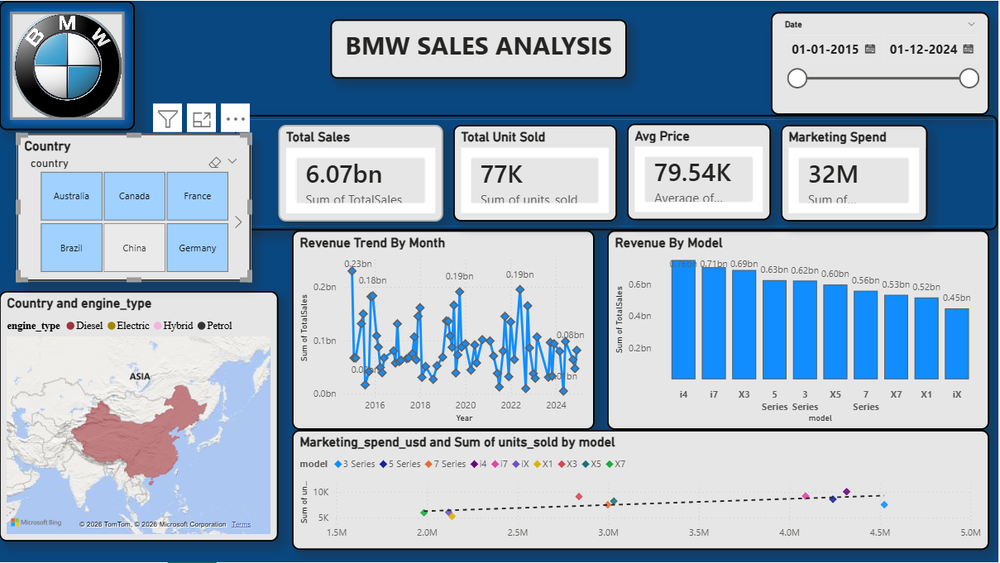 BMW
BMW SALES ANALYSIS
Date
01-01-2015 01-12-2024
Country
country
Australia Canada France
Brazil China Germany
Total Sales
6.07bn
Sum of TotalSales
Total Unit Sold
77K
Sum of units_sold
Avg Price
79.54K
Average of...
Marketing Spend
32M
Sum of...
Country and engine_type
engine_type Diesel Electric Hybrid Petrol
ASIA
Microsoft Bing
© 2026 TomTom, © 2026 Microsoft Corporation Terms
Revenue Trend By Month
Sum of TotalSales
0.2bn
0.1bn
0.0bn
0.23bn
0.18bn
0.19bn
0.19bn
0.08bn
2016 2018 2020 2022 2024
Year
Revenue By Model
Sum of TotalSales
0.6bn
0.4bn
0.2bn
0.76bn 0.71bn 0.69bn 0.63bn 0.62bn 0.60bn 0.56bn 0.53bn 0.52bn 0.45bn
i4 i7 X3 5 Series 3 Series X5 7 Series X7 X1 iX
model
Marketing_spend_usd and Sum of units_sold by model
model 3 Series 5 Series 7 Series i4 i7 iX X1 X3 X5 X7
Sum of un...
10K
5K
1.5M 2.0M 2.5M 3.0M 3.5M 4.0M 4.5M 5.0M